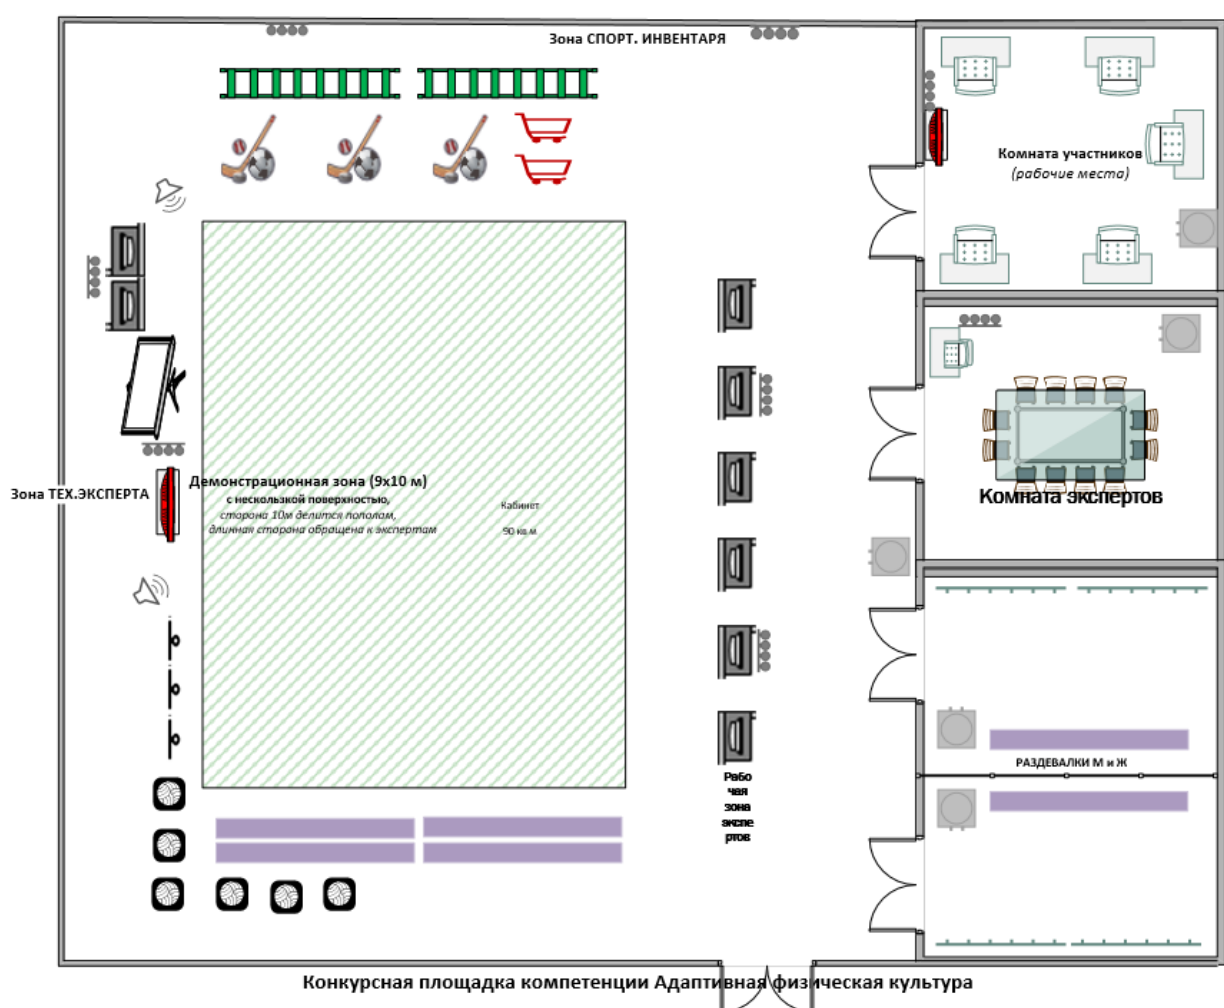 Зона СПОРТ. ИНВЕНТАРЯ
Комната участников
(рабочие места)
Зона ТЕХ.ЭКСПЕРТА
Демонстрационная зона (9х10 м)
с нескользкой поверхностью,
сторона 10м делится пополам,
длинная сторона обращена к экспертам
Кабинет
90 кв.м
Комната экспертов
РАЗДЕВАЛКИ М и Ж
Рабо
чая
зона
экспе
ртов
Конкурсная площадка компетенции Адаптивная физическая культура